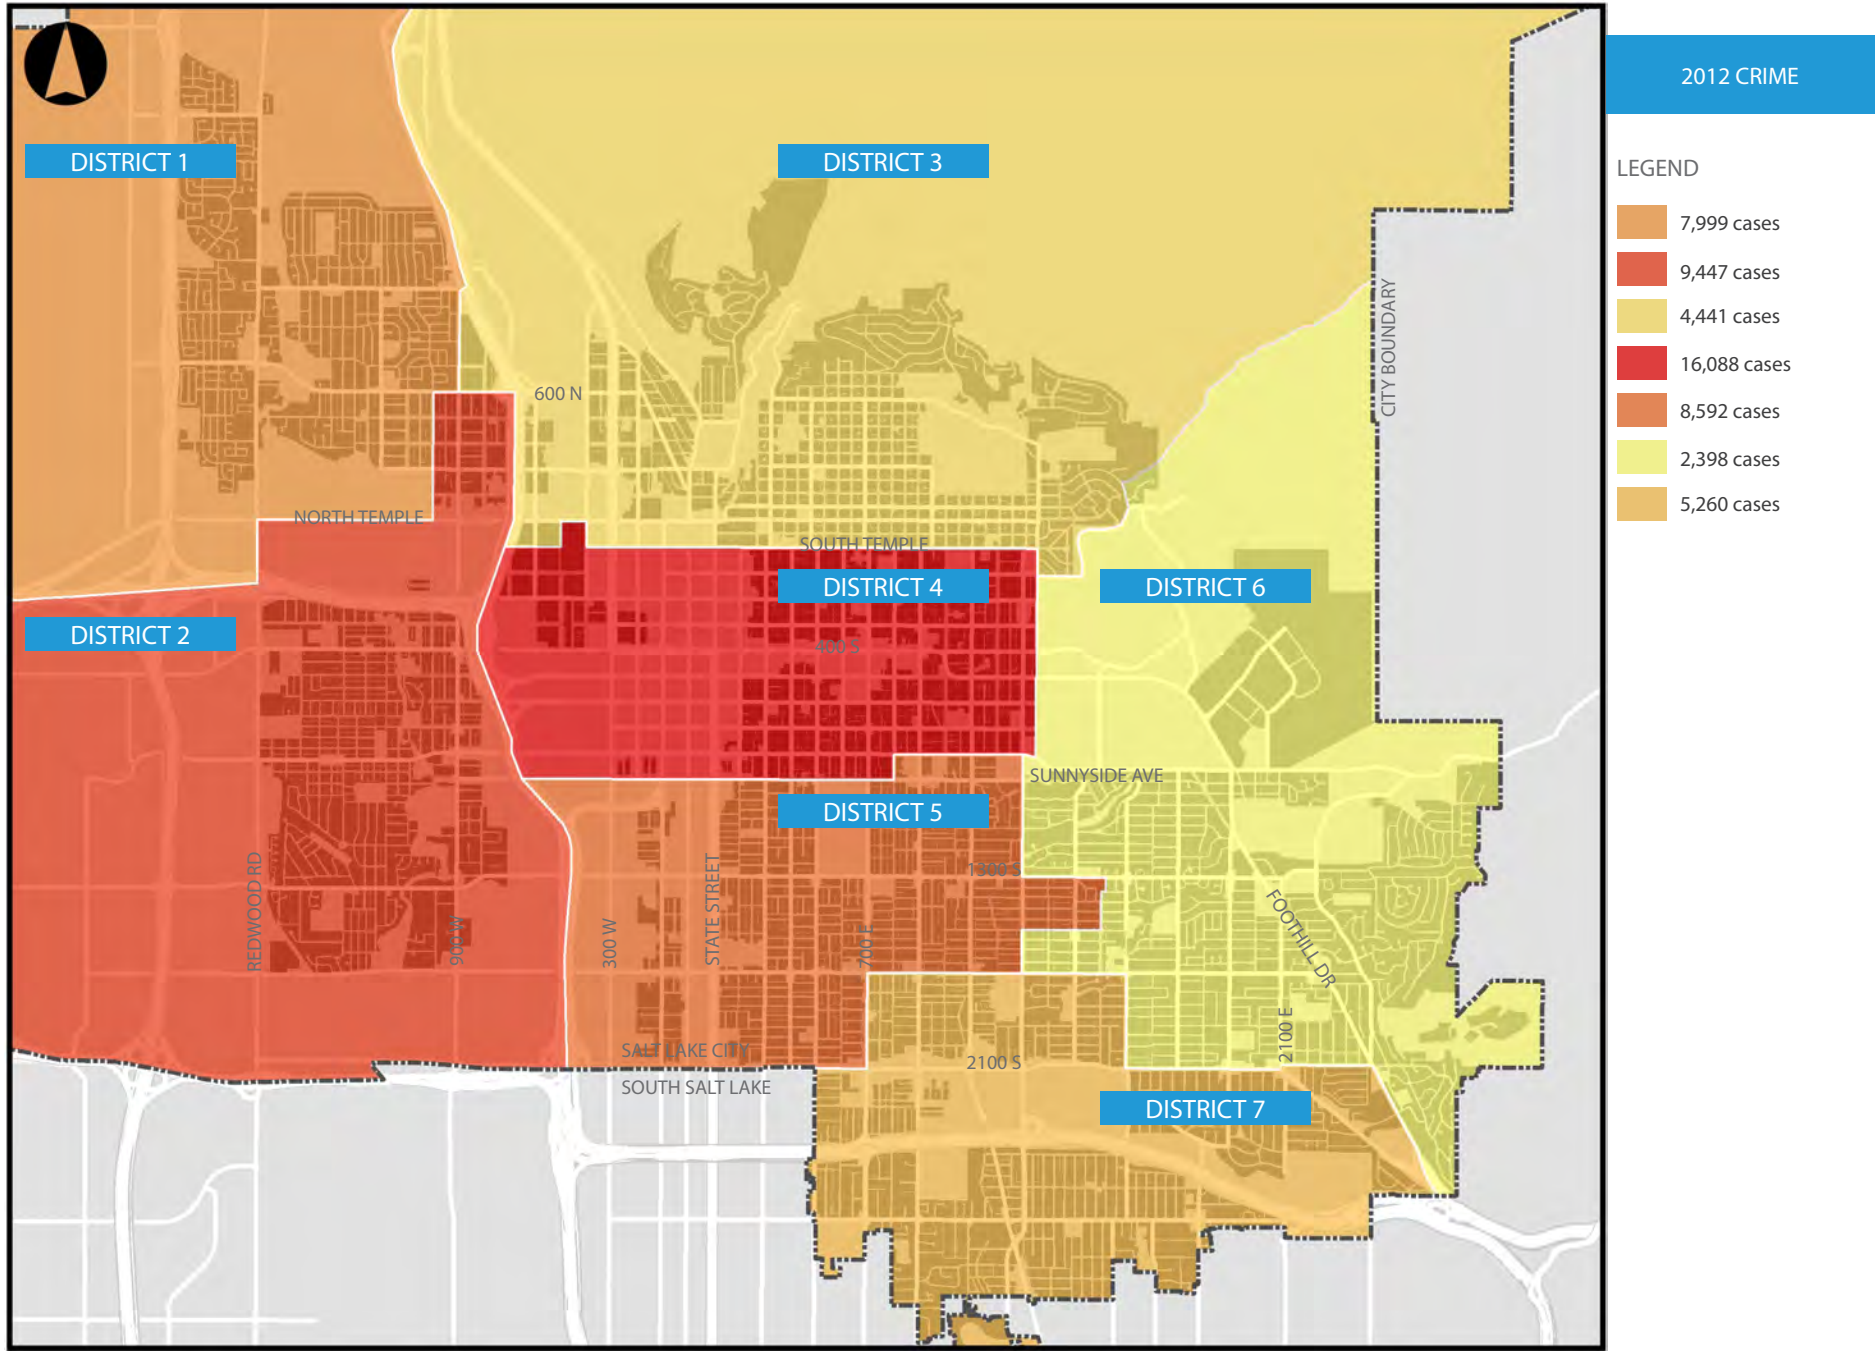 2012 CRIME
LEGEND
7,999 cases
9,447 cases
4,441 cases
16,088 cases
8,592 cases
2,398 cases
5,260 cases
DISTRICT 1
DISTRICT 3
CITY BOUNDARY
600 N
NORTH TEMPLE
SOUTH TEMPLE
DISTRICT 4
DISTRICT 6
DISTRICT 2
400 S
SUNNYSIDE AVE
DISTRICT 5
1300 S
REDWOOD RD
900 W
300 W
STATE STREET
700 E
FOOTHILL DR
2100 E
SALT LAKE CITY
2100 S
SOUTH SALT LAKE
DISTRICT 7